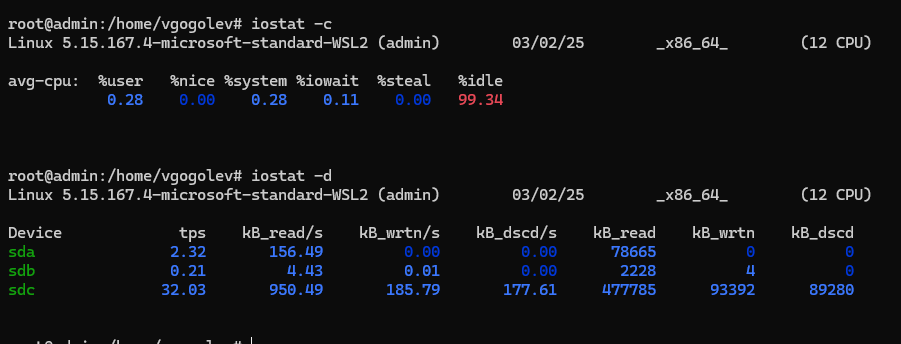 root@admin:/home/vgogolev# iostat -c
Linux 5.15.167.4-microsoft-standard-WSL2 (admin) 03/02/25 _x86_64_ (12 CPU)
avg-cpu: %user %nice %system %iowait %steal %idle
0.28 0.00 0.28 0.11 0.00 99.34
root@admin:/home/vgogolev# iostat -d
Linux 5.15.167.4-microsoft-standard-WSL2 (admin) 03/02/25 _x86_64_ (12 CPU)
Device tps kB_read/s kB_wrtn/s kB_dscd/s kB_read kB_wrtn kB_dscd
sda 2.32 156.49 0.00 0.00 78665 0 0
sdb 0.21 4.43 0.01 0.00 2228 4 0
sdc 32.03 950.49 185.79 177.61 477785 93392 89280
root@admin:/home/vgogolev#